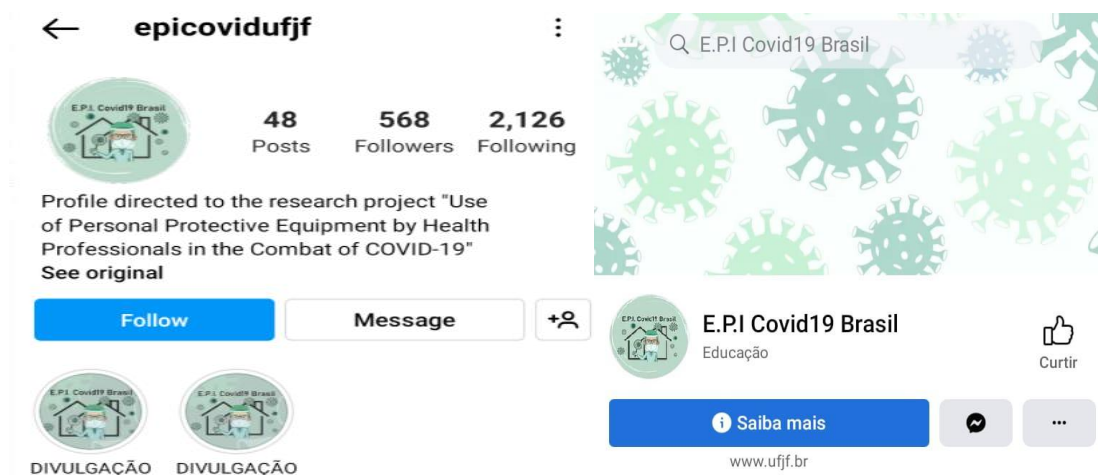 epicovidufjf
E.P.I. Covid19 Brasil
48
568
2,126
Posts
Followers
Following
Profile directed to the research project "Use
of Personal Protective Equipment by Health
Professionals in the Combat of COVID-19"
See original
Follow
Message
E.P.I. Covid19 Brasil
E.P.I. Covid19 Brasil
DIVULGAÇÃO
DIVULGAÇÃO
E.P.I Covid19 Brasil
E.P.I. Covid19 Brasil
E.P.I Covid19 Brasil
Educação
Curtir
Saiba mais
www.ufjf.br